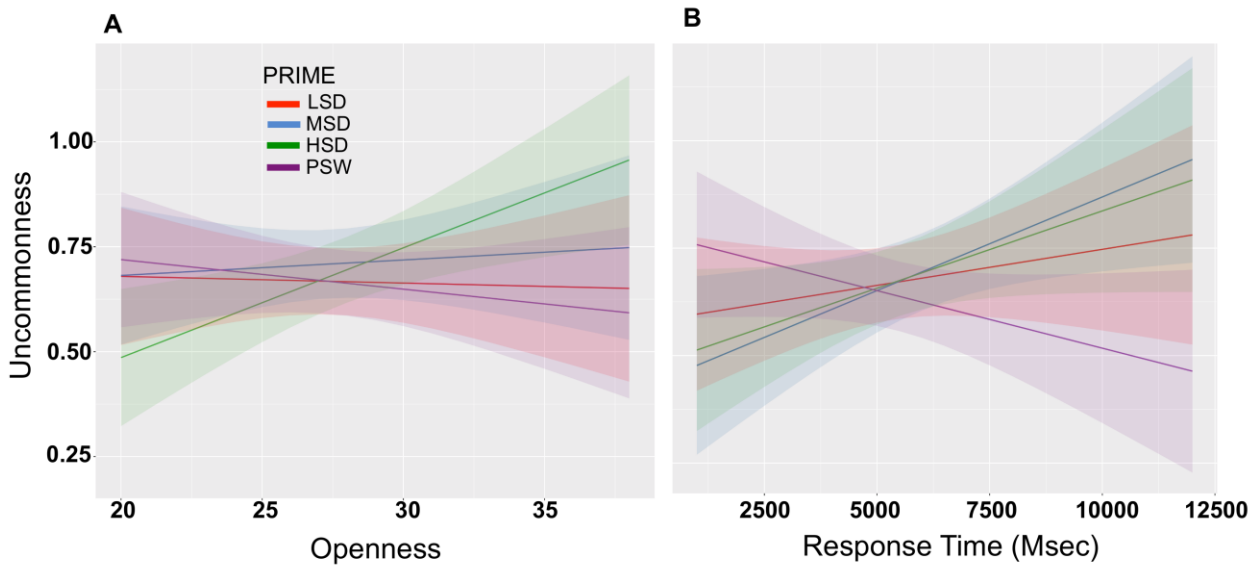 A
B
PRIME
LSD
MSD
HSD
PSW
Uncommonness
1.00
0.75
0.50
0.25
20 25 30 35
Openness
2500 5000 7500 10000 12500
Response Time (Msec)